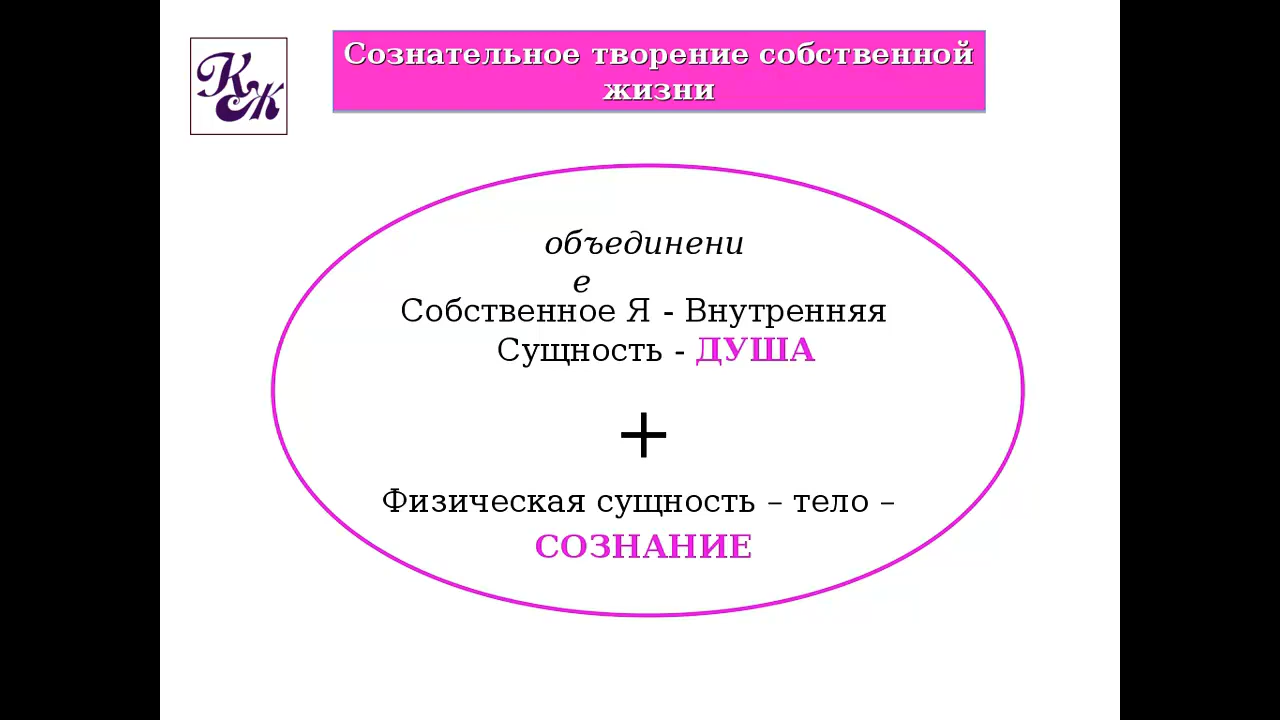 КЖ
Сознательное творение собственной
жизни
объединени
е
Собственное Я - Внутренняя
Сущность - ДУША
+
Физическая сущность – тело –
СОЗНАНИЕ